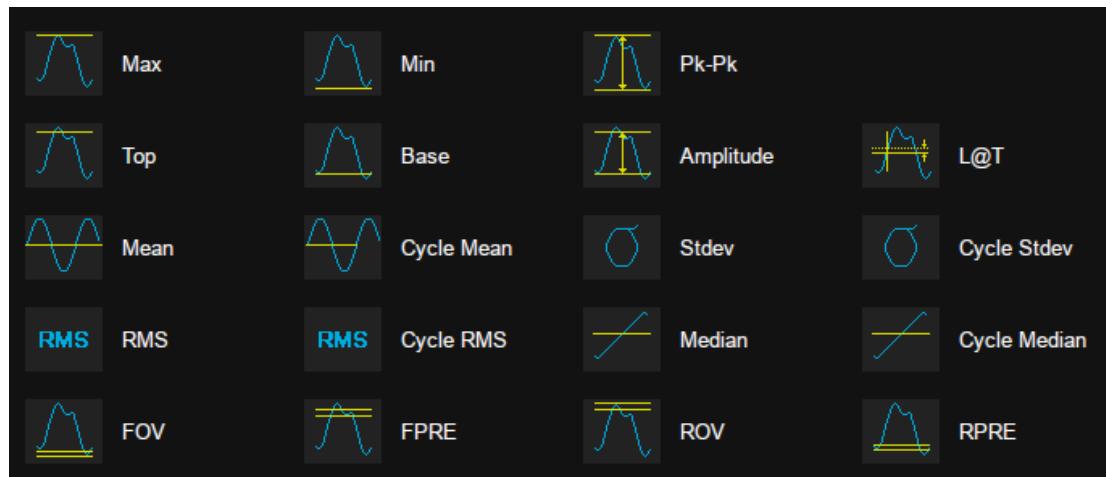 Max Min Pk-Pk
Top Base Amplitude L@T
Mean Cycle Mean Stdev Cycle Stdev
RMS RMS RMS Cycle RMS Median Cycle Median
FOV FPRE ROV RPRE